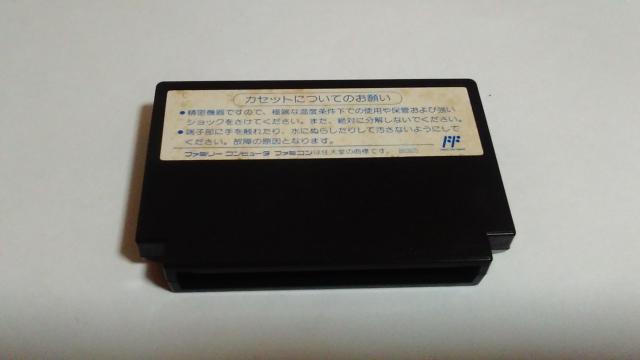 カセットについてのお願い
●精密機器ですので、極端な温度条件下での使用や保管および強い
ショックをさけてください。また、絶対に分解しないでください。
●端子部に手を触れたり、水にぬらしたりして汚さないようにして
ください。故障の原因となります。
ファミリーコンピュータ ファミコンは任天堂の商標です。